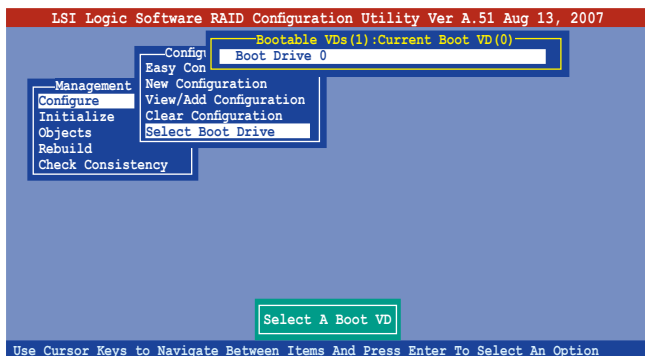 LSI Logic Software RAID Configuration Utility Ver A.51 Aug 13, 2007
Bootable VDs(1):Current Boot VD(0)
Boot Drive 0
Configu
Easy Con
New Configuration
View/Add Configuration
Clear Configuration
Select Boot Drive
Management
Configure
Initialize
Objects
Rebuild
Check Consistency
Select A Boot VD
Use Cursor Keys to Navigate Between Items And Press Enter To Select An Option